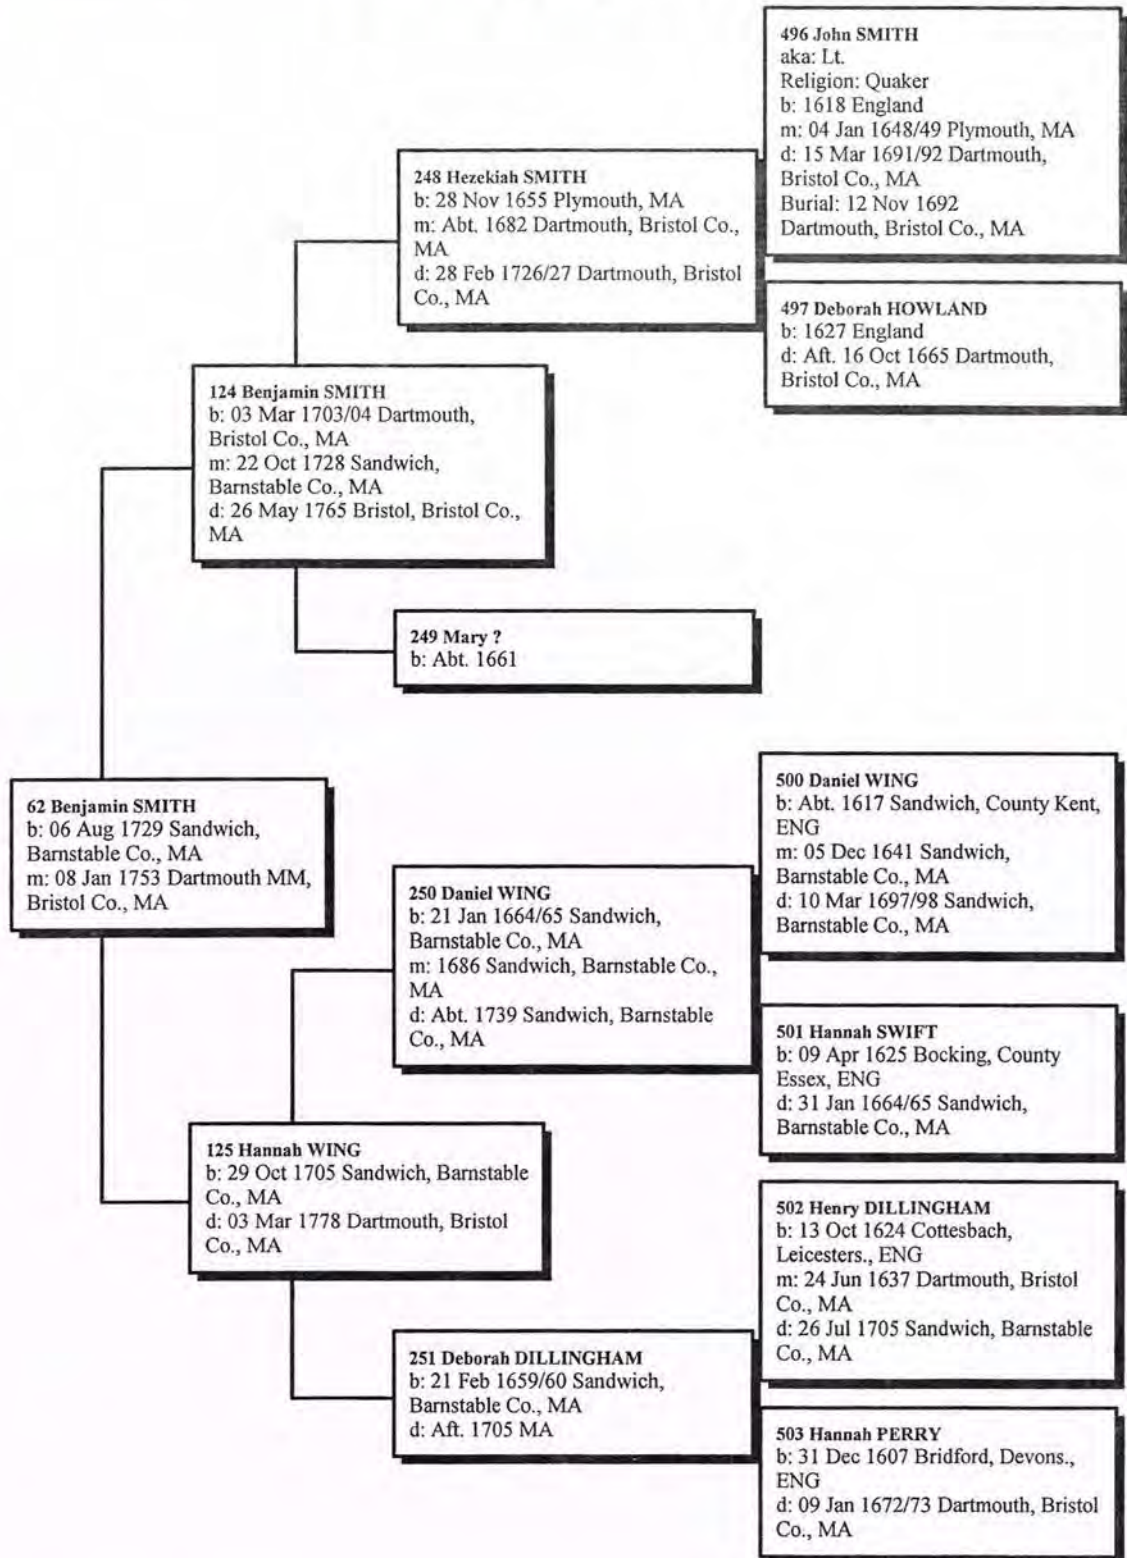 496 John SMITH
aka: Lt.
Religion: Quaker
b: 1618 England
m: 04 Jan 1648/49 Plymouth, MA
d: 15 Mar 1691/92 Dartmouth,
Bristol Co., MA
Burial: 12 Nov 1692
Dartmouth, Bristol Co., MA
248 Hezekiah SMITH
b: 28 Nov 1655 Plymouth, MA
m: Abt. 1682 Dartmouth, Bristol Co.,
MA
d: 28 Feb 1726/27 Dartmouth, Bristol
Co., MA
497 Deborah HOWLAND
b: 1627 England
d: Aft. 16 Oct 1665 Dartmouth,
Bristol Co., MA
124 Benjamin SMITH
b: 03 Mar 1703/04 Dartmouth,
Bristol Co., MA
m: 22 Oct 1728 Sandwich,
Barnstable Co., MA
d: 26 May 1765 Bristol, Bristol Co.,
MA
249 Mary ?
b: Abt. 1661
62 Benjamin SMITH
b: 06 Aug 1729 Sandwich,
Barnstable Co., MA
m: 08 Jan 1753 Dartmouth MM,
Bristol Co., MA
500 Daniel WING
b: Abt. 1617 Sandwich, County Kent,
ENG
m: 05 Dec 1641 Sandwich,
Barnstable Co., MA
d: 10 Mar 1697/98 Sandwich,
Barnstable Co., MA
250 Daniel WING
b: 21 Jan 1664/65 Sandwich,
Barnstable Co., MA
m: 1686 Sandwich, Barnstable Co.,
MA
d: Abt. 1739 Sandwich, Barnstable
Co., MA
501 Hannah SWIFT
b: 09 Apr 1625 Bocking, County
Essex, ENG
d: 31 Jan 1664/65 Sandwich,
Barnstable Co., MA
125 Hannah WING
b: 29 Oct 1705 Sandwich, Barnstable
Co., MA
d: 03 Mar 1778 Dartmouth, Bristol
Co., MA
502 Henry DILLINGHAM
b: 13 Oct 1624 Cottesbach,
Leicesters., ENG
m: 24 Jun 1637 Dartmouth, Bristol
Co., MA
d: 26 Jul 1705 Sandwich, Barnstable
Co., MA
251 Deborah DILLINGHAM
b: 21 Feb 1659/60 Sandwich,
Barnstable Co., MA
d: Aft. 1705 MA
503 Hannah PERRY
b: 31 Dec 1607 Bridford, Devons.,
ENG
d: 09 Jan 1672/73 Dartmouth, Bristol
Co., MA